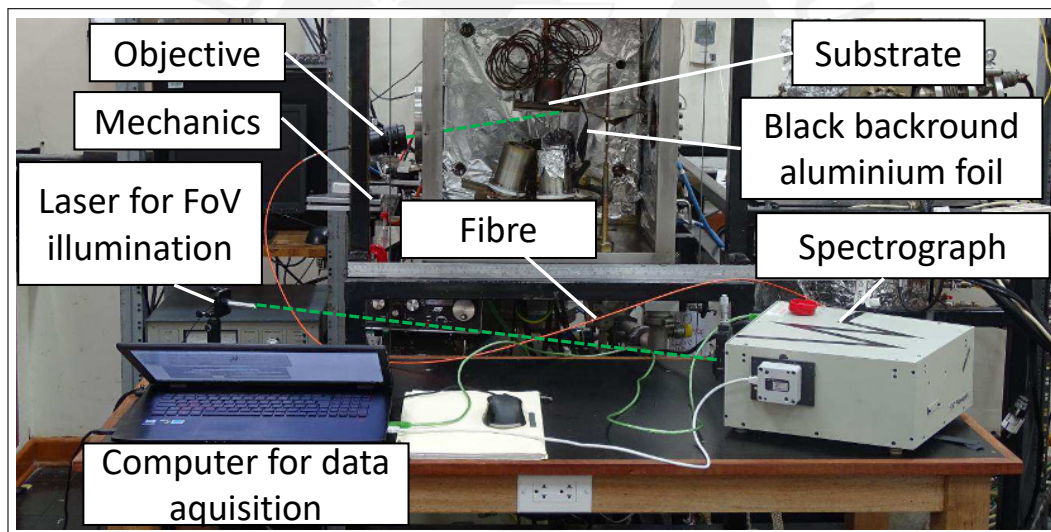 Objective
Substrate
Mechanics
Black backround
aluminium foil
Laser for FoV
illumination
Fibre
Spectrograph
Computer for data
aquisition